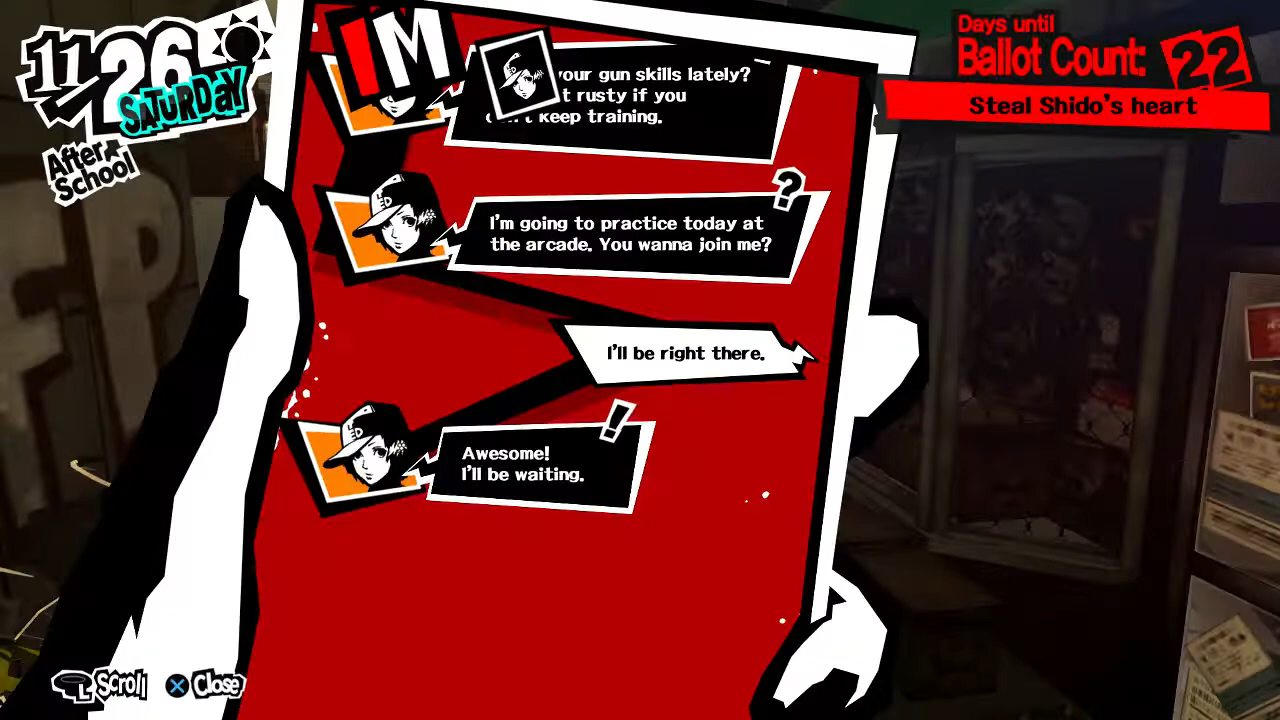 11/26
SATURDAY
After School
IM
your gun skills lately?
t rusty if you
keep training.
I'm going to practice today at
the arcade. You wanna join me?
?
I'll be right there.
Awesome!
I'll be waiting.
!
Days until
Ballot Count: 22
Steal Shido's heart
L Scroll
Close